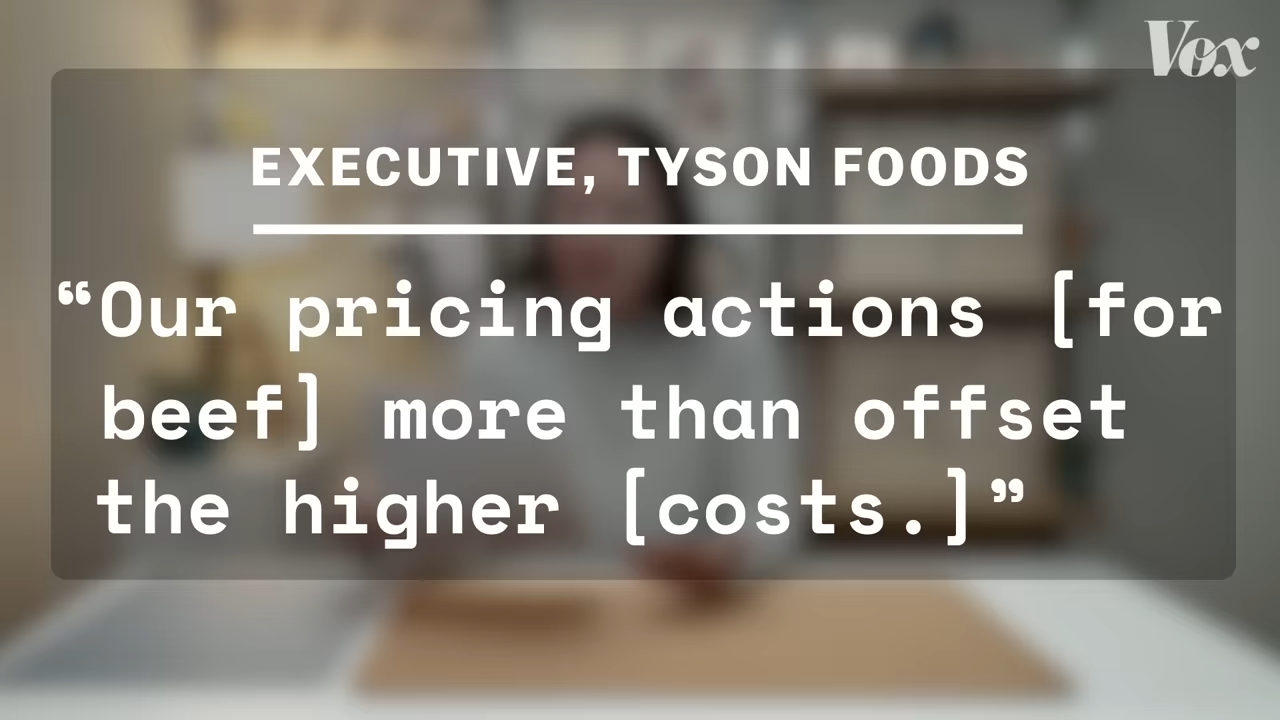 Vox
EXECUTIVE, TYSON FOODS
“Our pricing actions [for
beef] more than offset
the higher [costs.]”